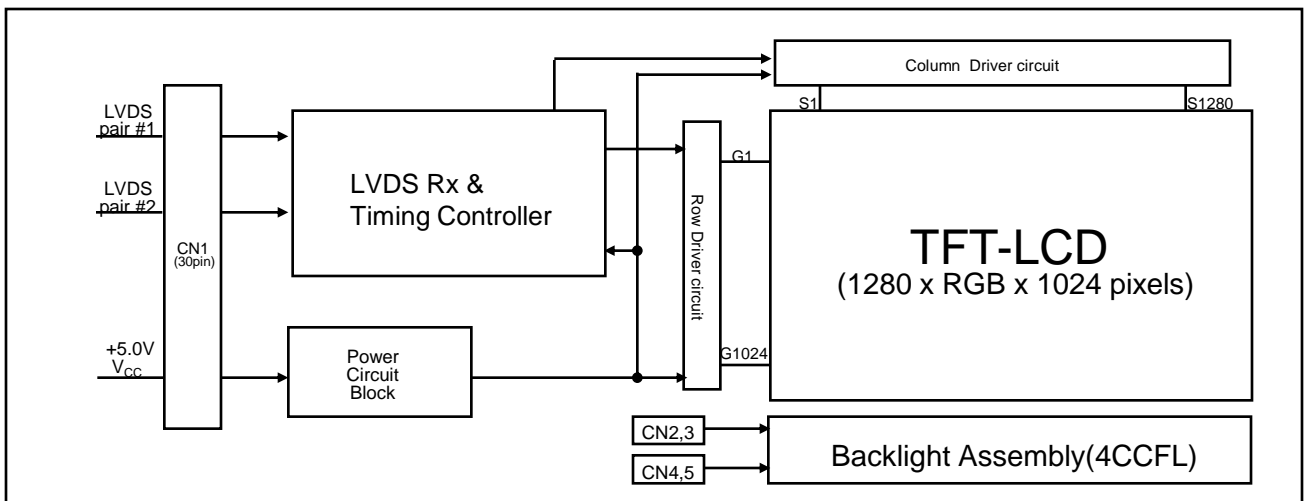 Column Driver circuit
S1
S1280
LVDS
pair #1
LVDS
pair #2
CN1
(30pin)
LVDS Rx &
Timing Controller
Row Driver circuit
G1
G1024
TFT-LCD
(1280 x RGB x 1024 pixels)
+5.0V
VCC
Power
Circuit
Block
CN2,3
CN4,5
Backlight Assembly(4CCFL)